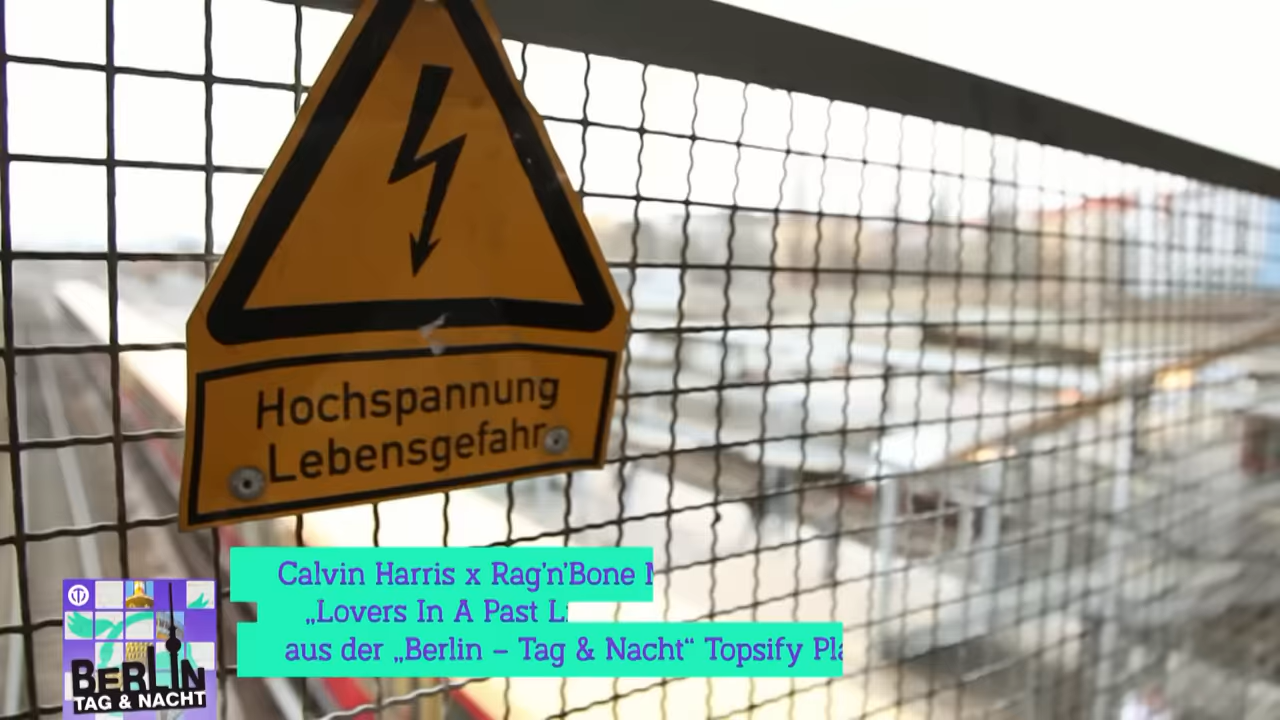 Hochspannung
Lebensgefahr
Calvin Harris x Rag'n'Bone
„Lovers In A Past
aus der „Berlin – Tag & Nacht“ Topsify
BERLIN
TAG & NACHT